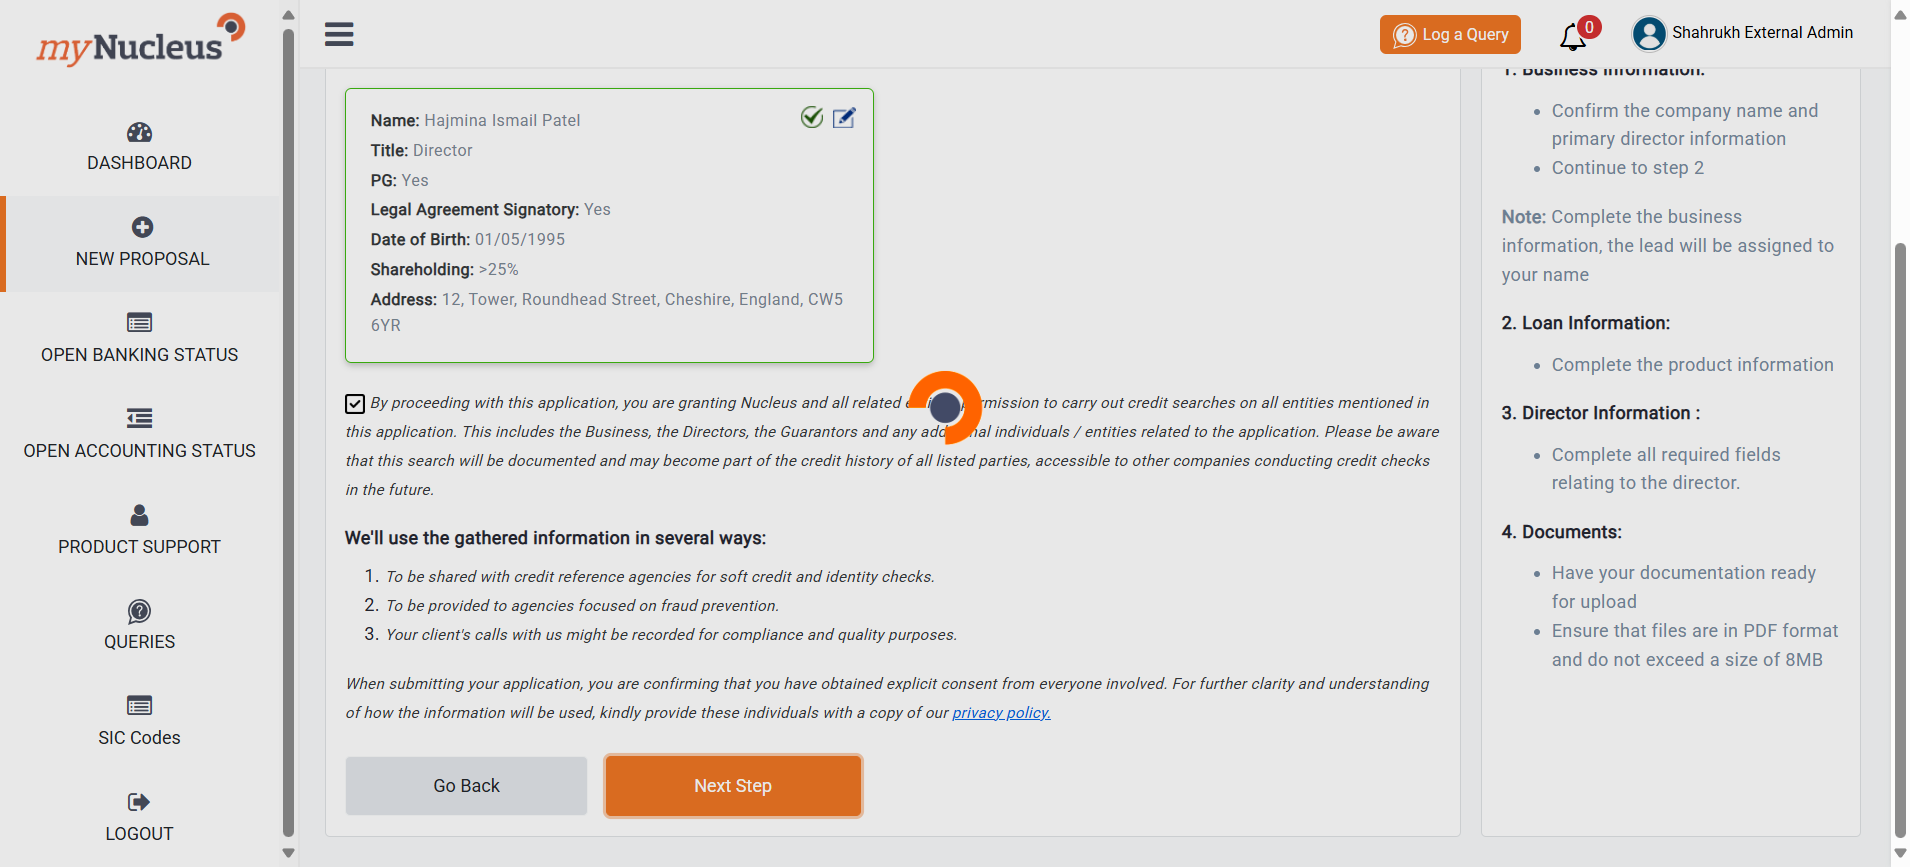 myNucleus
DASHBOARD
NEW PROPOSAL
OPEN BANKING STATUS
OPEN ACCOUNTING STATUS
PRODUCT SUPPORT
QUERIES
SIC Codes
LOGOUT
Log a Query
0
Shahrukh External Admin
Name: Hajmina Ismail Patel
Title: Director
PG: Yes
Legal Agreement Signatory: Yes
Date of Birth: 01/05/1995
Shareholding: >25%
Address: 12, Tower, Roundhead Street, Cheshire, England, CW5
6YR
By proceeding with this application, you are granting Nucleus and all related permission to carry out credit searches on all entities mentioned in
this application. This includes the Business, the Directors, the Guarantors and any individuals / entities related to the application. Please be aware
that this search will be documented and may become part of the credit history of all listed parties, accessible to other companies conducting credit checks
in the future.
We'll use the gathered information in several ways:
1. To be shared with credit reference agencies for soft credit and identity checks.
2. To be provided to agencies focused on fraud prevention.
3. Your client's calls with us might be recorded for compliance and quality purposes.
When submitting your application, you are confirming that you have obtained explicit consent from everyone involved. For further clarity and understanding
of how the information will be used, kindly provide these individuals with a copy of our privacy policy.
Go Back
Next Step
1. Business Information:
Confirm the company name and
primary director information
Continue to step 2
Note: Complete the business
information, the lead will be assigned to
your name
2. Loan Information:
Complete the product information
3. Director Information :
Complete all required fields
relating to the director.
4. Documents:
Have your documentation ready
for upload
Ensure that files are in PDF format
and do not exceed a size of 8MB